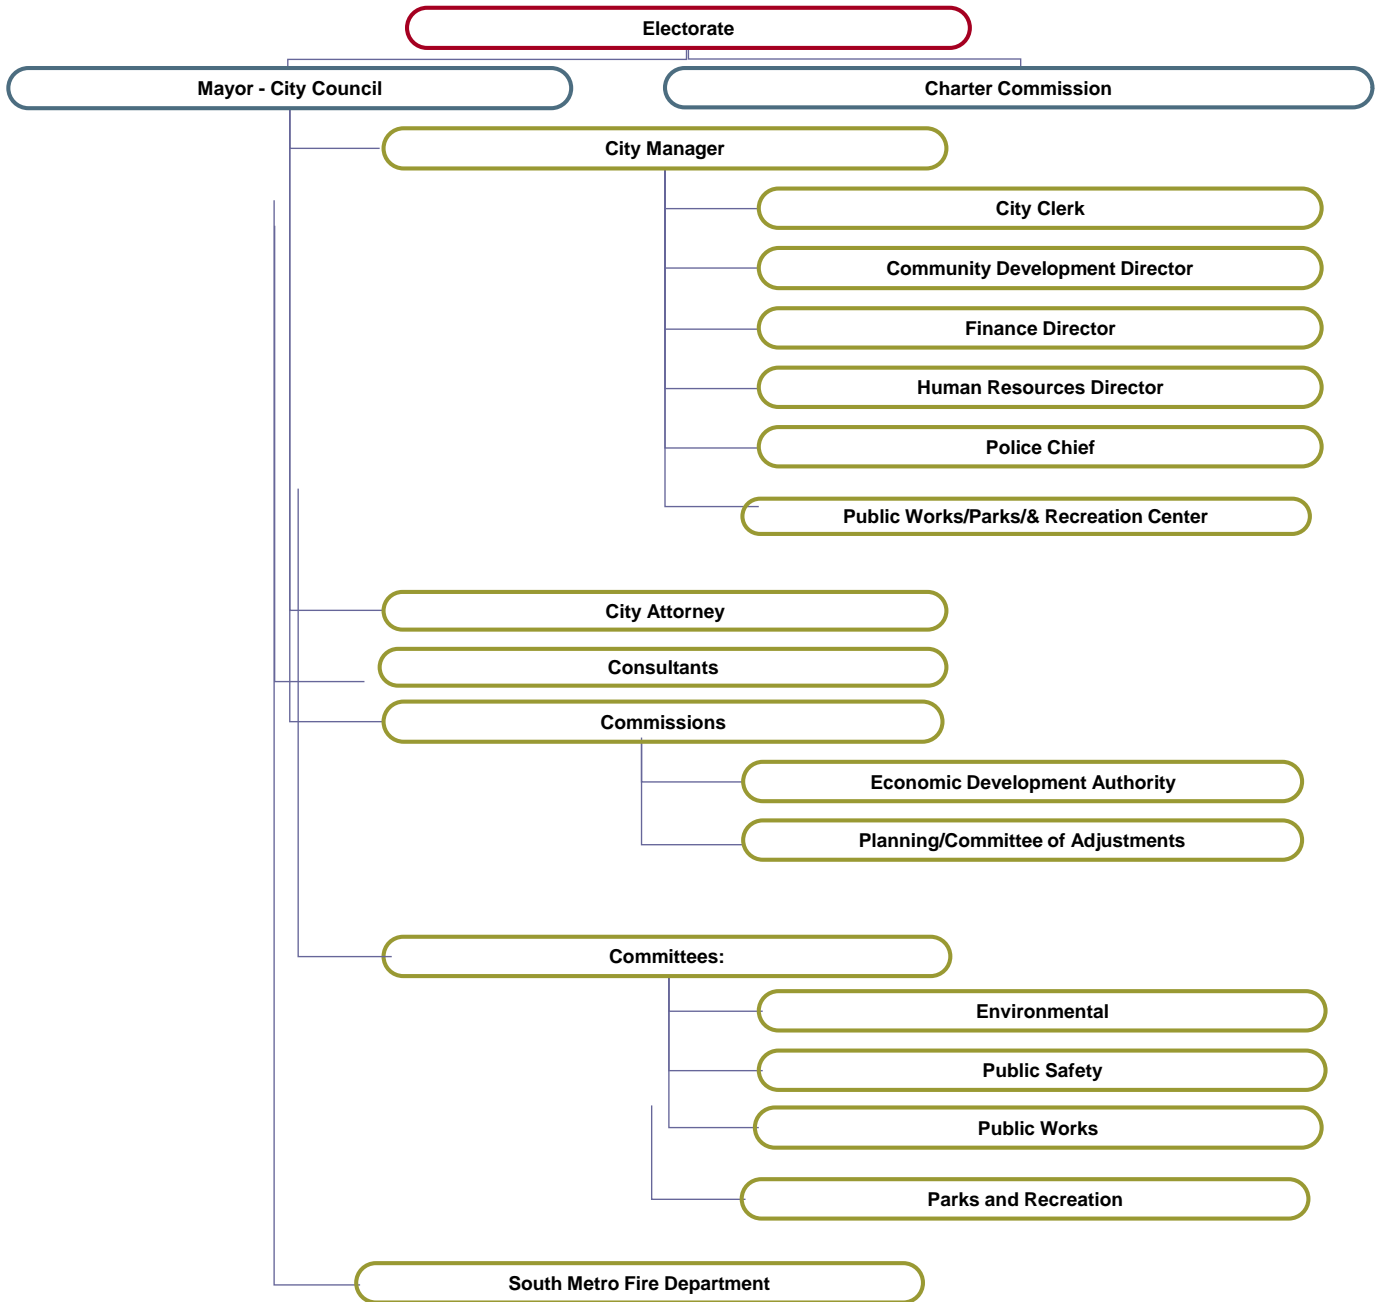 Electorate
Mayor - City Council
Charter Commission
City Manager
City Clerk
Community Development Director
Finance Director
Human Resources Director
Police Chief
Public Works/Parks/& Recreation Center
City Attorney
Consultants
Commissions
Economic Development Authority
Planning/Committee of Adjustments
Committees:
Environmental
Public Safety
Public Works
Parks and Recreation
South Metro Fire Department